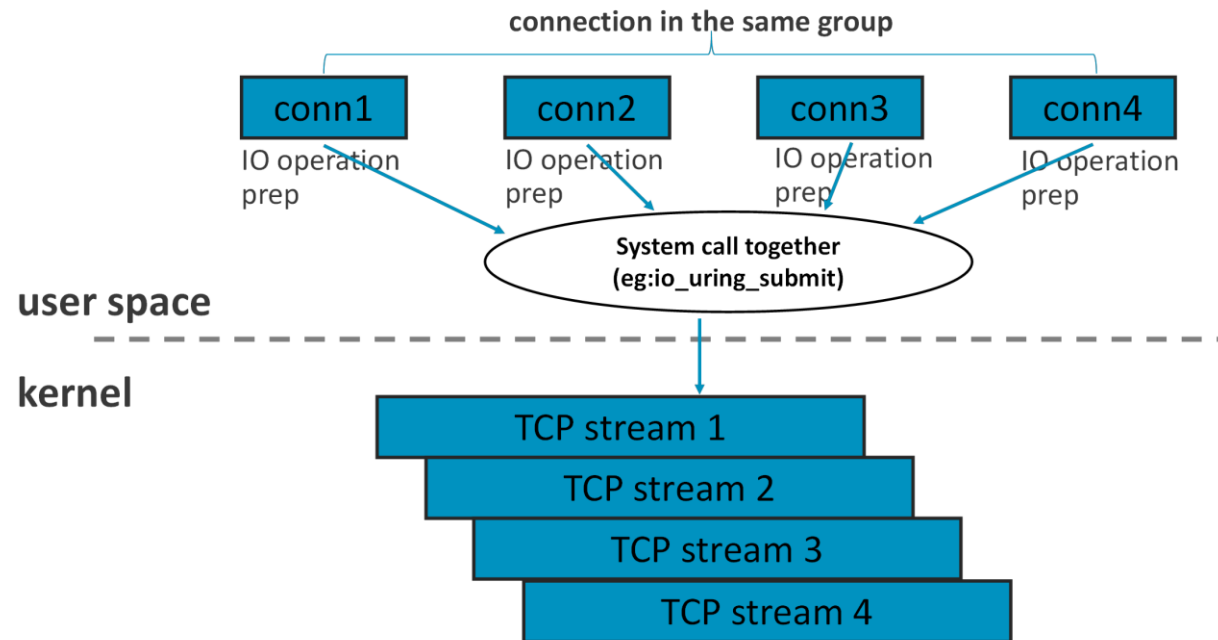 connection in the same group
conn1
conn2
conn3
conn4
IO operation
prep
IO operation
prep
IO operation
prep
IO operation
prep
System call together
(eg:io_uring_submit)
user space
kernel
TCP stream 1
TCP stream 2
TCP stream 3
TCP stream 4